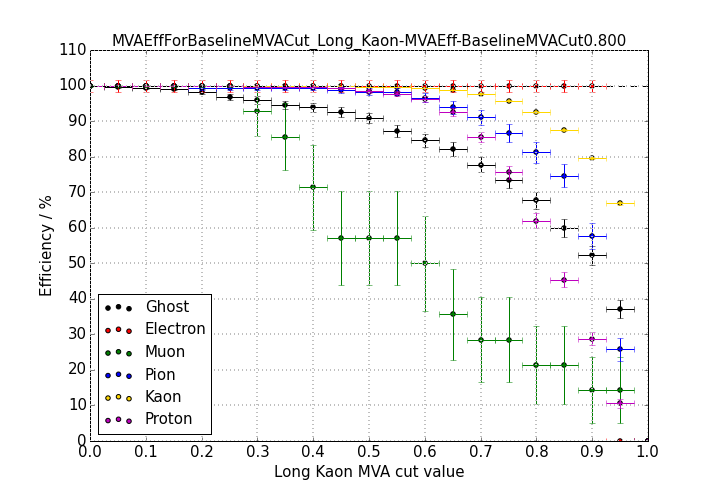 MVAEffForBaselineMVACut_Long_Kaon-MVAEff-BaselineMVACut0.800
110
100
90
80
70
60
50
40
30
20
10
0
Efficiency / %
Ghost
Electron
Muon
Pion
Kaon
Proton
0.0 0.1 0.2 0.3 0.4 0.5 0.6 0.7 0.8 0.9 1.0
Long Kaon MVA cut value